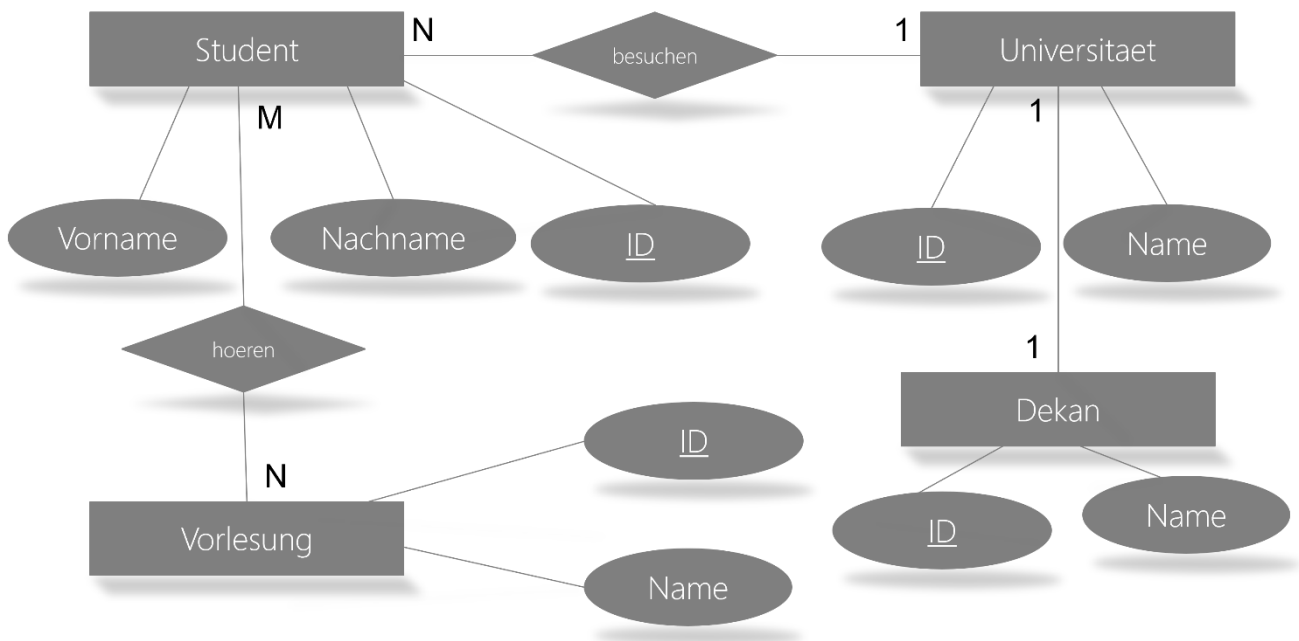 Student
N
besuchen
1
Universitaet
M
1
Vorname
Nachname
ID
ID
Name
hoeren
1
Dekan
ID
N
ID
Name
Vorlesung
Name